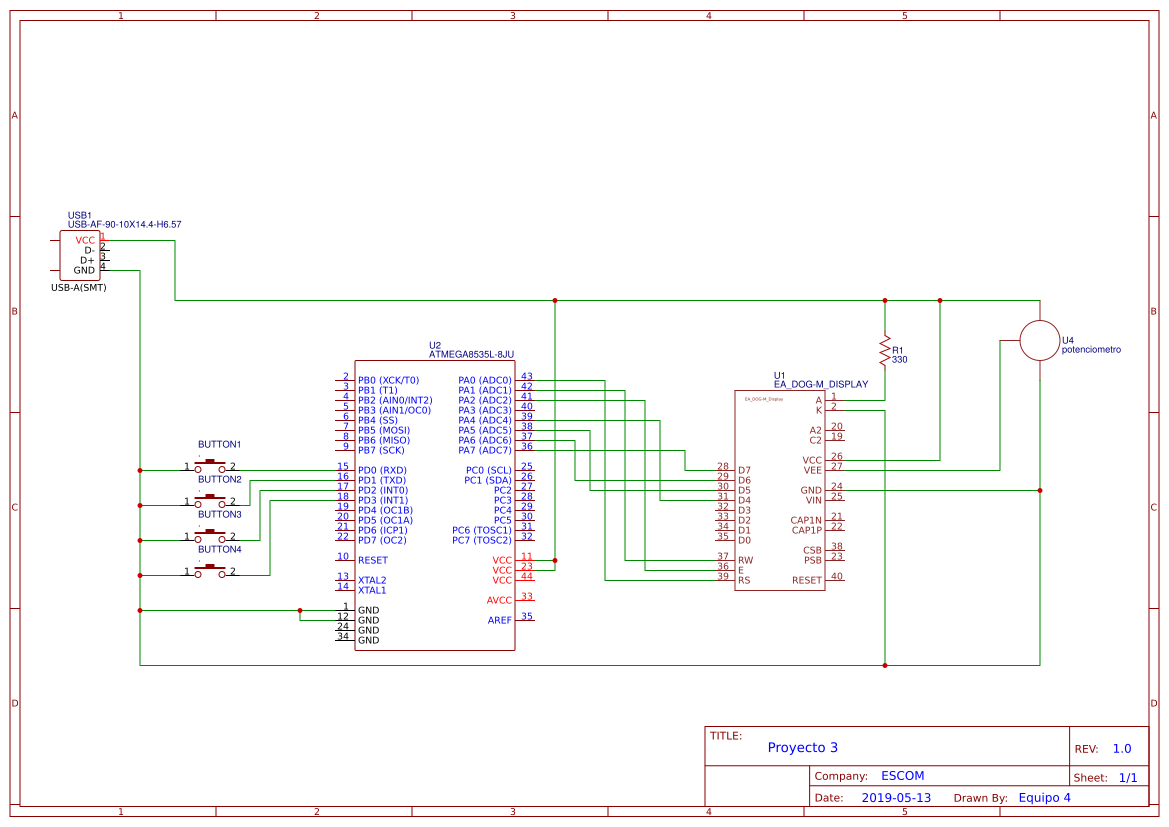 1 2 3 4 5
A A
B B
C C
D D
1 2 3 4 5
USB1
USB-AF-90-10X14.4-H6.57
VCC 1
D- 2
D+ 3
GND 4
USB-A(SMT)
BUTTON1
1 2
BUTTON2
1 2
BUTTON3
1 2
BUTTON4
1 2
U2
ATMEGA8535L-8JU
2 PB0 (XCK/T0) PA0 (ADC0) 43
3 PB1 (T1) PA1 (ADC1) 42
4 PB2 (AIN0/INT2) PA2 (ADC2) 41
5 PB3 (AIN1/OC0) PA3 (ADC3) 40
6 PB4 (SS) PA4 (ADC4) 39
7 PB5 (MOSI) PA5 (ADC5) 38
8 PB6 (MISO) PA6 (ADC6) 37
9 PB7 (SCK) PA7 (ADC7) 36
15 PD0 (RXD) PC0 (SCL) 25
16 PD1 (TXD) PC1 (SDA) 26
17 PD2 (INT0) PC2 27
18 PD3 (INT1) PC3 28
19 PD4 (OC1B) PC4 29
20 PD5 (OC1A) PC5 30
21 PD6 (ICP1) PC6 (TOSC1) 31
22 PD7 (OC2) PC7 (TOSC2) 32
10 RESET VCC 11
VCC 23
13 XTAL2 VCC 44
14 XTAL1
AVCC 33
1 GND
12 GND AREF 35
24 GND
34 GND
U1
EA_DOG-M_DISPLAY
EA_DOG-M_Display
A 1
K 2
A2 20
C2 19
VCC 26
28 D7 VEE 27
29 D6
30 D5 GND 24
31 D4 VIN 25
32 D3
33 D2 CAP1N 21
34 D1 CAP1P 22
35 D0
CSB 38
37 RW PSB 23
36 E
39 RS RESET 40
R1
330
U4
potenciometro
TITLE:
Proyecto 3
REV: 1.0
Company: ESCOM
Sheet: 1/1
Date: 2019-05-13 Drawn By: Equipo 4